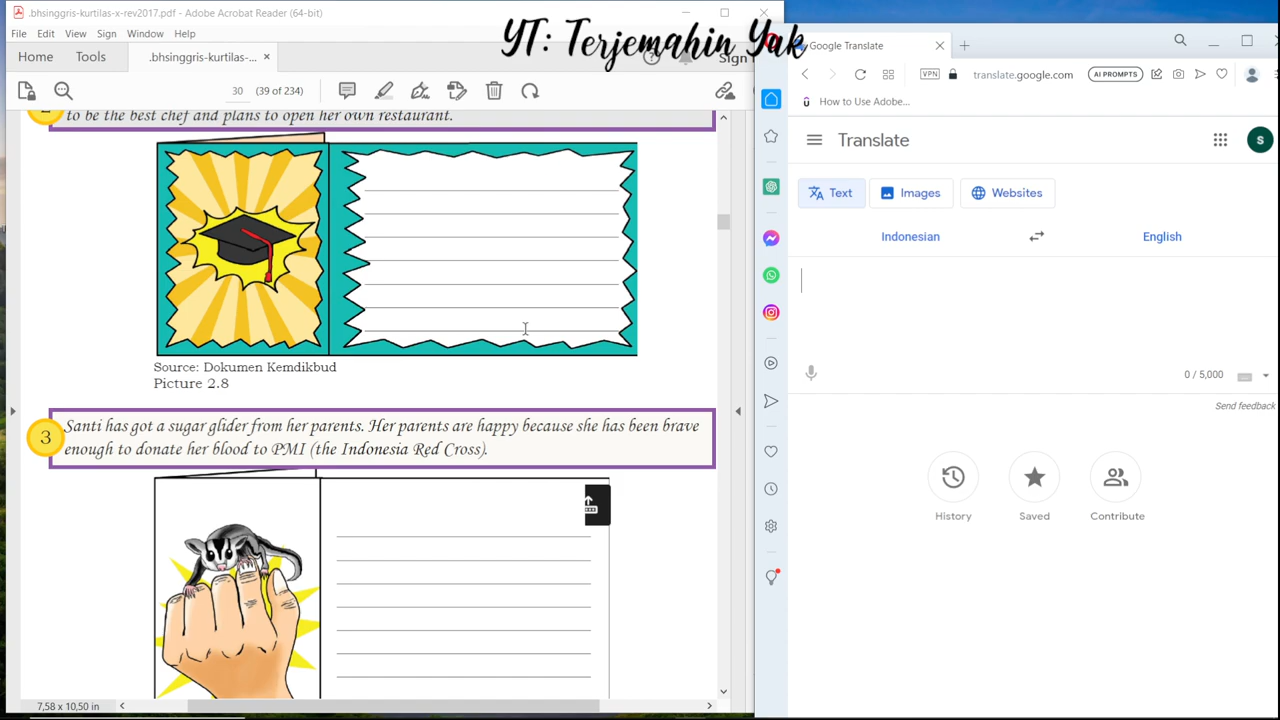 .bhsinggris-kurtilas-x-rev2017.pdf - Adobe Acrobat Reader (64-bit)
File Edit View Sign Window Help
YT: Terjemahin Yuk
Home Tools .bhsinggris-kurtilas-... ×
30 (39 of 234)
to be the best chef and plans to open her own restaurant.
Source: Dokumen Kemdikbud
Picture 2.8
3
Santi has got a sugar glider from her parents. Her parents are happy because she has been brave
enough to donate her blood to PMI (the Indonesia Red Cross).
7,58 x 10,50 in
Google Translate
VPN translate.google.com AI PROMPTS
How to Use Adobe...
Translate
S
Text Images Websites
Indonesian English
0 / 5,000
Send feedback
History Saved Contribute